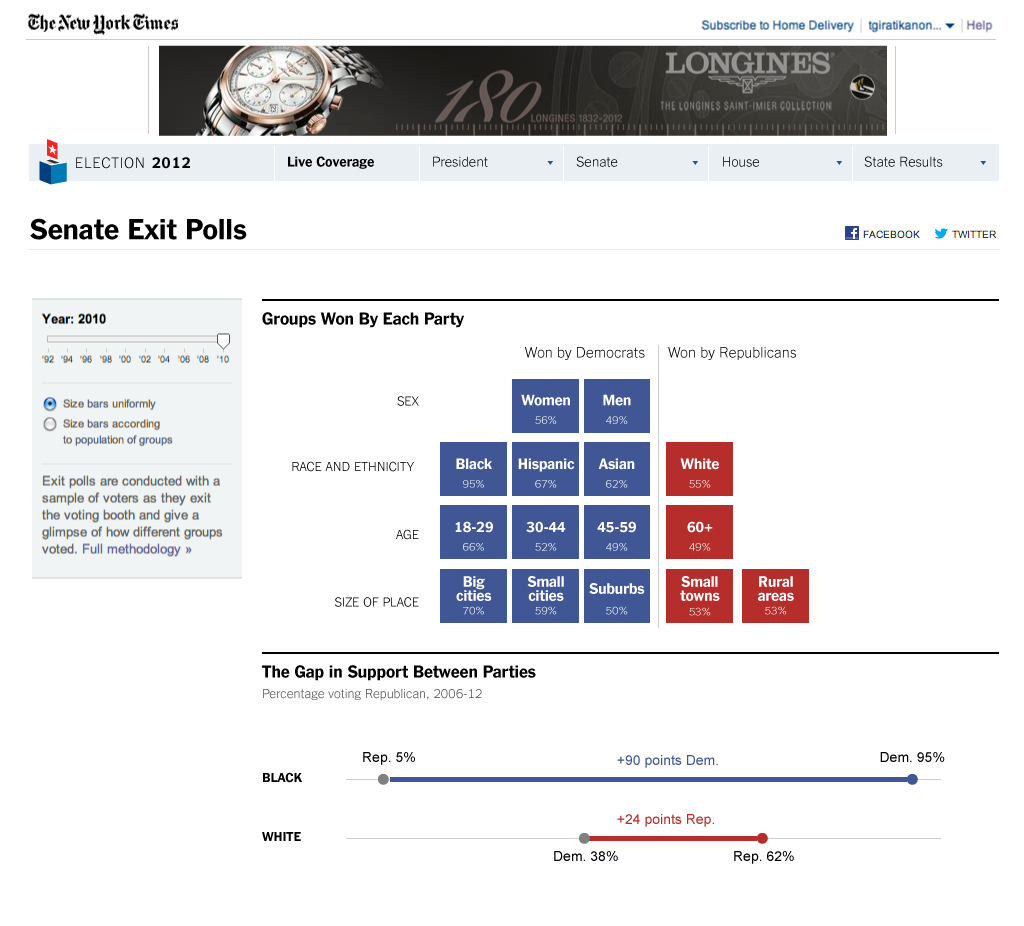 The New York Times
Subscribe to Home Delivery tgiratikanon... Help
LONGINES
180
LONGINES 1832-2012
THE LONGINES SAINT-IMIER COLLECTION
ELECTION 2012 Live Coverage President Senate House State Results
Senate Exit Polls
FACEBOOK TWITTER
Year: 2010
'92 '94 '96 '98 '00 '02 '04 '06 '08 '10
Size bars uniformly
Size bars according
to population of groups
Exit polls are conducted with a
sample of voters as they exit
the voting booth and give a
glimpse of how different groups
voted. Full methodology »
Groups Won By Each Party
Won by Democrats Won by Republicans
SEX
Women Men
56% 49%
RACE AND ETHNICITY
Black Hispanic Asian White
95% 67% 62% 55%
AGE
18-29 30-44 45-59 60+
66% 52% 49% 49%
SIZE OF PLACE
Big cities Small cities Suburbs Small towns Rural areas
70% 59% 50% 53% 53%
The Gap in Support Between Parties
Percentage voting Republican, 2006-12
Rep. 5% +90 points Dem. Dem. 95%
BLACK
+24 points Rep.
WHITE
Dem. 38% Rep. 62%